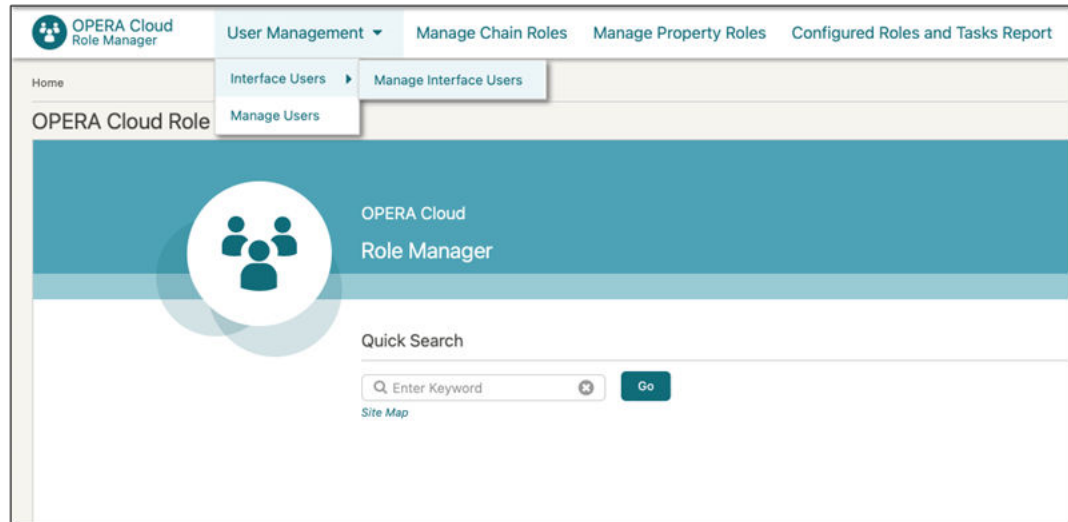 OPERA Cloud
Role Manager
User Management
Manage Chain Roles
Manage Property Roles
Configured Roles and Tasks Report
Home
Interface Users
Manage Interface Users
OPERA Cloud Role
Manage Users
OPERA Cloud
Role Manager
Quick Search
Enter Keyword
Go
Site Map